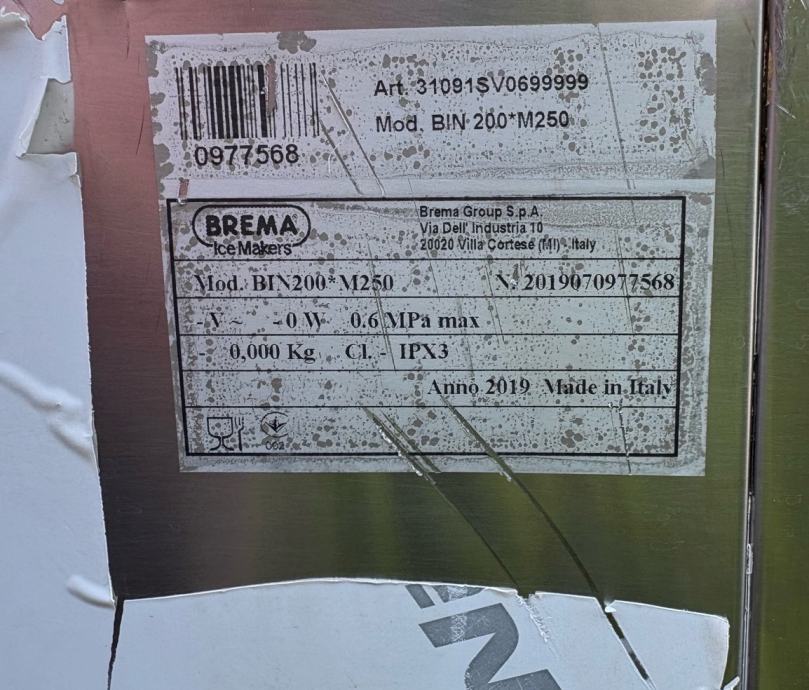 Art. 31091SV0699999
Mod. BIN 200*M250
0977568
BREMA
Ice Makers
Brema Group S.p.A.
Via Dell' Industria 10
20020 Villa Cortese (MI) - Italy
Mod. BIN200*M250 N. 2019070977568
- V ~ - 0 W 0.6 MPa max
- 0,000 Kg Cl. - IPX3
Anno 2019 Made in Italy